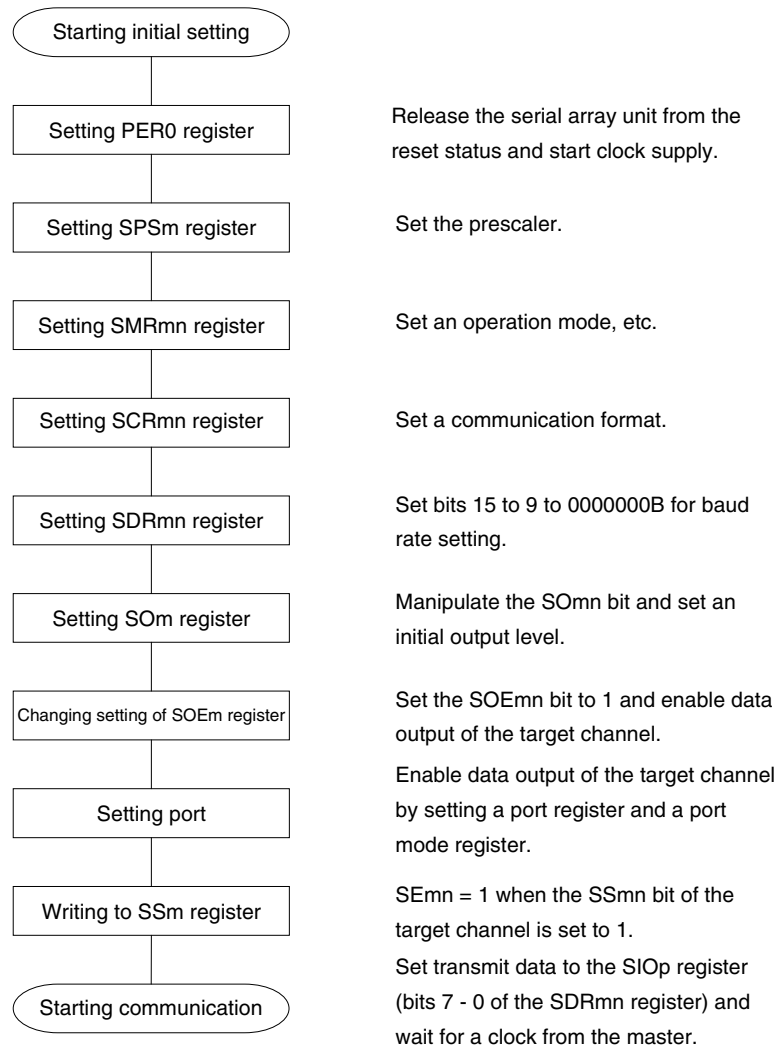 Starting initial setting
Setting PER0 register
Release the serial array unit from the
reset status and start clock supply.
Setting SPSm register
Set the prescaler.
Setting SMRmn register
Set an operation mode, etc.
Setting SCRmn register
Set a communication format.
Setting SDRmn register
Set bits 15 to 9 to 0000000B for baud
rate setting.
Setting SOm register
Manipulate the SOmn bit and set an
initial output level.
Changing setting of SOEm register
Set the SOEmn bit to 1 and enable data
output of the target channel.
Setting port
Enable data output of the target channel
by setting a port register and a port
mode register.
Writing to SSm register
SEmn = 1 when the SSmn bit of the
target channel is set to 1.
Starting communication
Set transmit data to the SIOp register
(bits 7 - 0 of the SDRmn register) and
wait for a clock from the master.